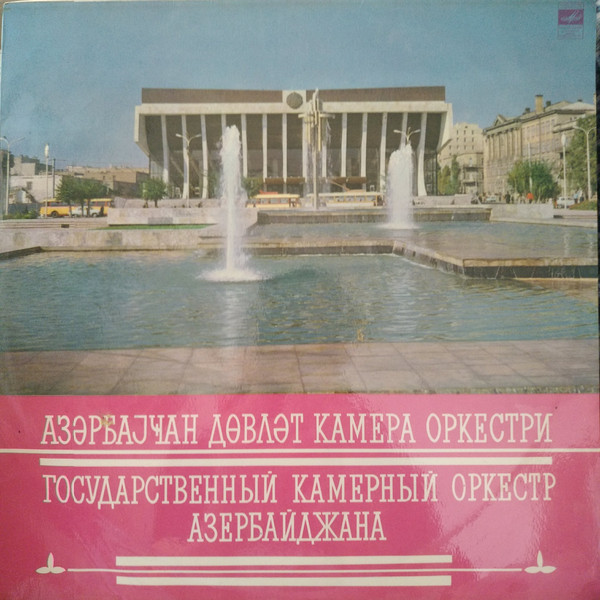 АЗӘРБАЈҸАН ДӨВЛӘТ КАМЕРА ОРКЕСТРИ
ГОСУДАРСТВЕННЫЙ КАМЕРНЫЙ ОРКЕСТР
АЗЕРБАЙДЖАНА